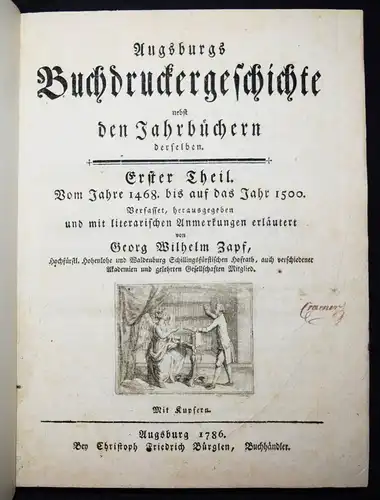 Augsburgs
Buchdruckergeschichte
nebst
den Jahrbüchern
derselben.
Erster Theil.
Vom Jahre 1468. bis auf das Jahr 1500.
Verfasset, herausgegeben
und mit literarischen Anmerkungen erläutert
von
Georg Wilhelm Zapf,
Hochfürstl. Hohenlohe und Waldenburg Schillingsfürstischen Hofrath, auch verschiedener
Akademien und gelehrten Gesellschaften Mitglied.
Cramer
Mit Kupfern.
Augsburg 1786.
Bey Christoph Friedrich Bürglen, Buchhändler.